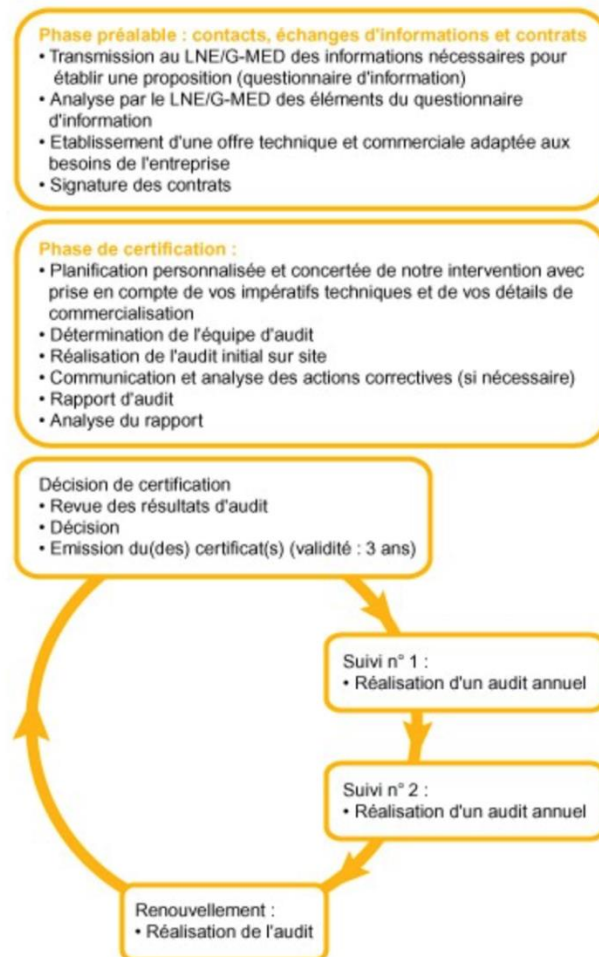 Phase préalable : contacts, échanges d'informations et contrats
• Transmission au LNE/G-MED des informations nécessaires pour
établir une proposition (questionnaire d'information)
• Analyse par le LNE/G-MED des éléments du questionnaire
d'information
• Etablissement d'une offre technique et commerciale adaptée aux
besoins de l'entreprise
• Signature des contrats
Phase de certification :
• Planification personnalisée et concertée de notre intervention avec
prise en compte de vos impératifs techniques et de vos détails de
commercialisation
• Détermination de l'équipe d'audit
• Réalisation de l'audit initial sur site
• Communication et analyse des actions correctives (si nécessaire)
• Rapport d'audit
• Analyse du rapport
Décision de certification
• Revue des résultats d'audit
• Décision
• Emission du(des) certificat(s) (validité : 3 ans)
Suivi n° 1 :
• Réalisation d'un audit annuel
Suivi n° 2 :
• Réalisation d'un audit annuel
Renouvellement :
• Réalisation de l'audit